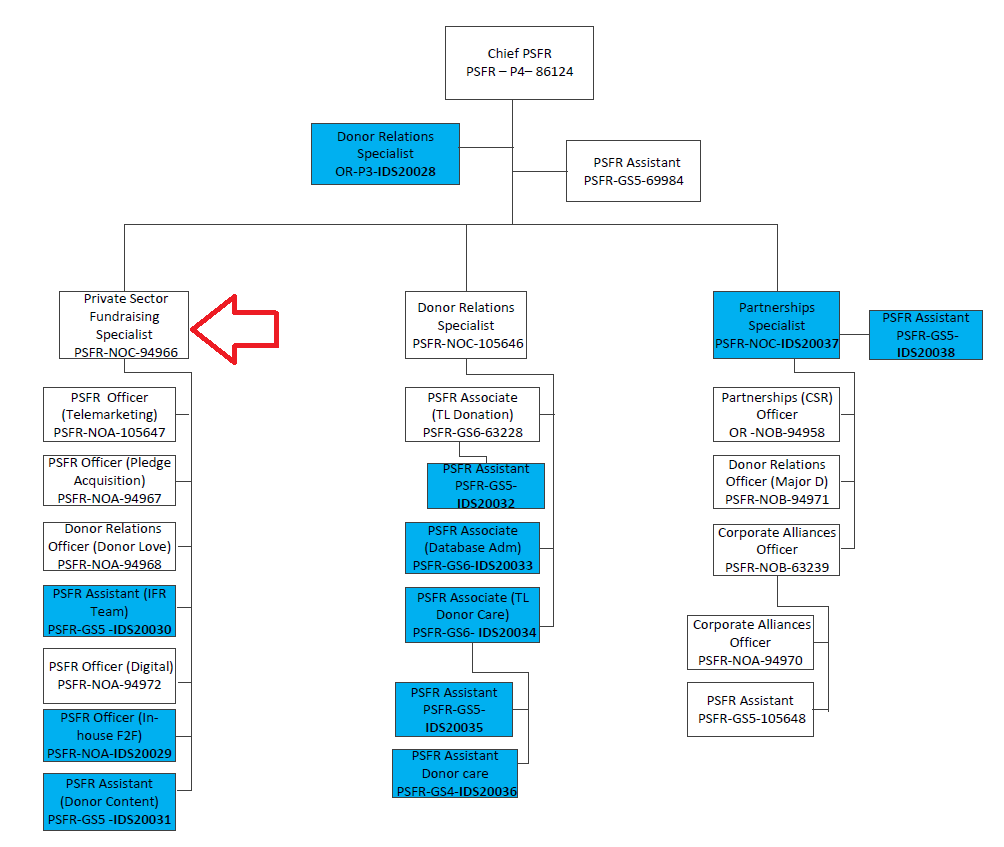 Chief PSFR
PSFR – P4– 86124
Donor Relations
Specialist
OR-P3-IDS20028
PSFR Assistant
PSFR-GS5-69984
Private Sector
Fundraising
Specialist
PSFR-NOC-94966
Donor Relations
Specialist
PSFR-NOC-105646
Partnerships
Specialist
PSFR-NOC-IDS20037
PSFR Assistant
PSFR-GS5-
IDS20038
PSFR  Officer
(Telemarketing)
PSFR-NOA-105647
PSFR Officer (Pledge
Acquisition)
PSFR-NOA-94967
Donor Relations
Officer (Donor Love)
PSFR-NOA-94968
PSFR Assistant (IFR
Team)
PSFR-GS5 -IDS20030
PSFR Officer (Digital)
PSFR-NOA-94972
PSFR Officer (In-
house F2F)
PSFR-NOA-IDS20029
PSFR Assistant
(Donor Content)
PSFR-GS5 -IDS20031
PSFR Associate
(TL Donation)
PSFR-GS6-63228
PSFR Assistant
PSFR-GS5-
IDS20032
PSFR Associate
(Database Adm)
PSFR-GS6-IDS20033
PSFR Associate (TL
Donor Care)
PSFR-GS6- IDS20034
PSFR Assistant
PSFR-GS5-
IDS20035
PSFR Assistant
Donor care
PSFR-GS4-IDS20036
Partnerships (CSR)
Officer
OR -NOB-94958
Donor Relations
Officer (Major D)
PSFR-NOB-94971
Corporate Alliances
Officer
PSFR-NOB-63239
Corporate Alliances
Officer
PSFR-NOA-94970
PSFR Assistant
PSFR-GS5-105648